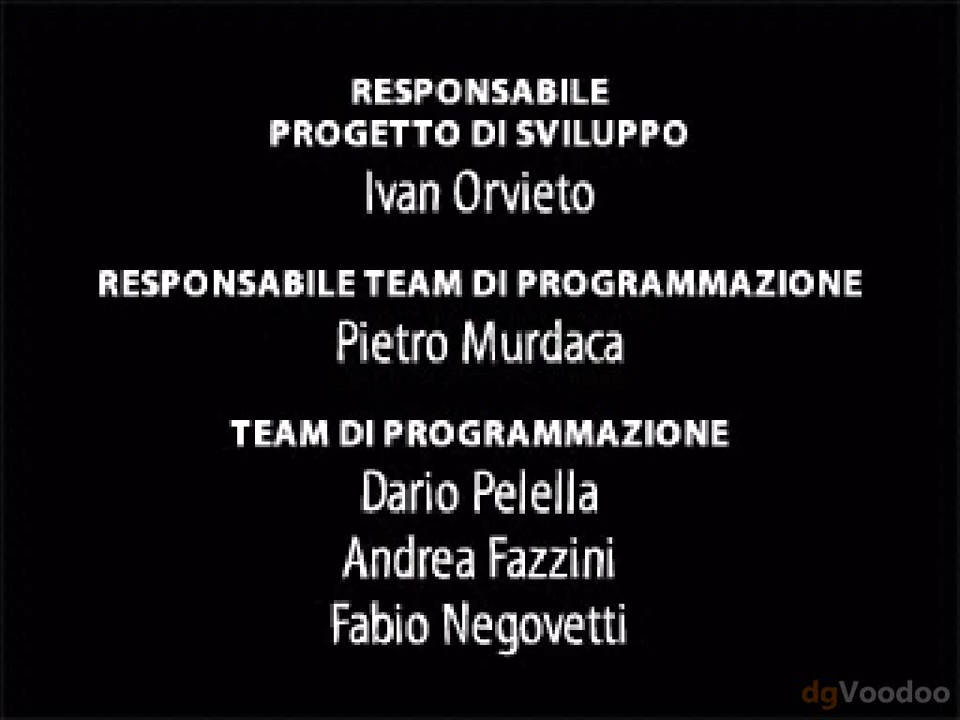 RESPONSABILE
PROGETTO DI SVILUPPO
Ivan Orvieto
RESPONSABILE TEAM DI PROGRAMMAZIONE
Pietro Murdaca
TEAM DI PROGRAMMAZIONE
Dario Pelella
Andrea Fazzini
Fabio Negovetti
dgVoodoo